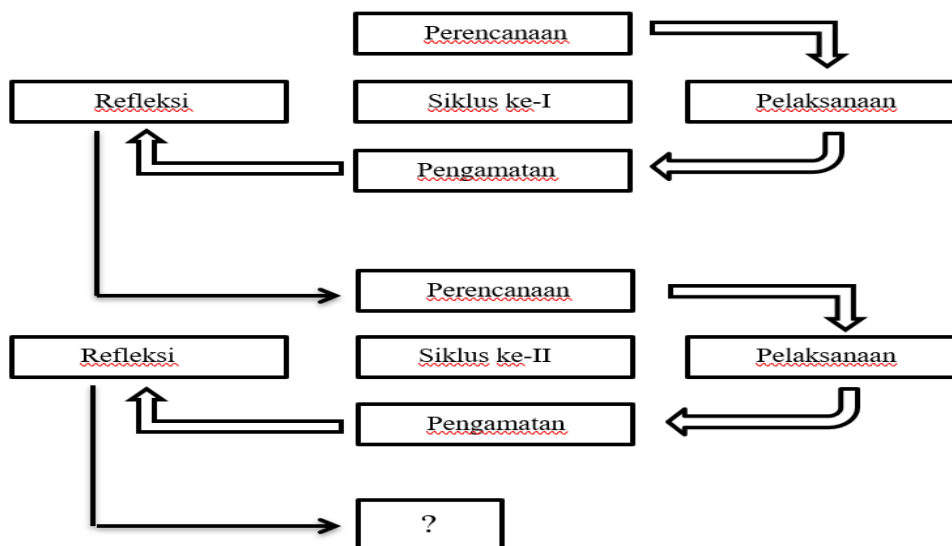 Perencanaan
Refleksi
Siklus ke-I
Pelaksanaan
Pengamatan
Perencanaan
Refleksi
Siklus ke-II
Pelaksanaan
Pengamatan
?